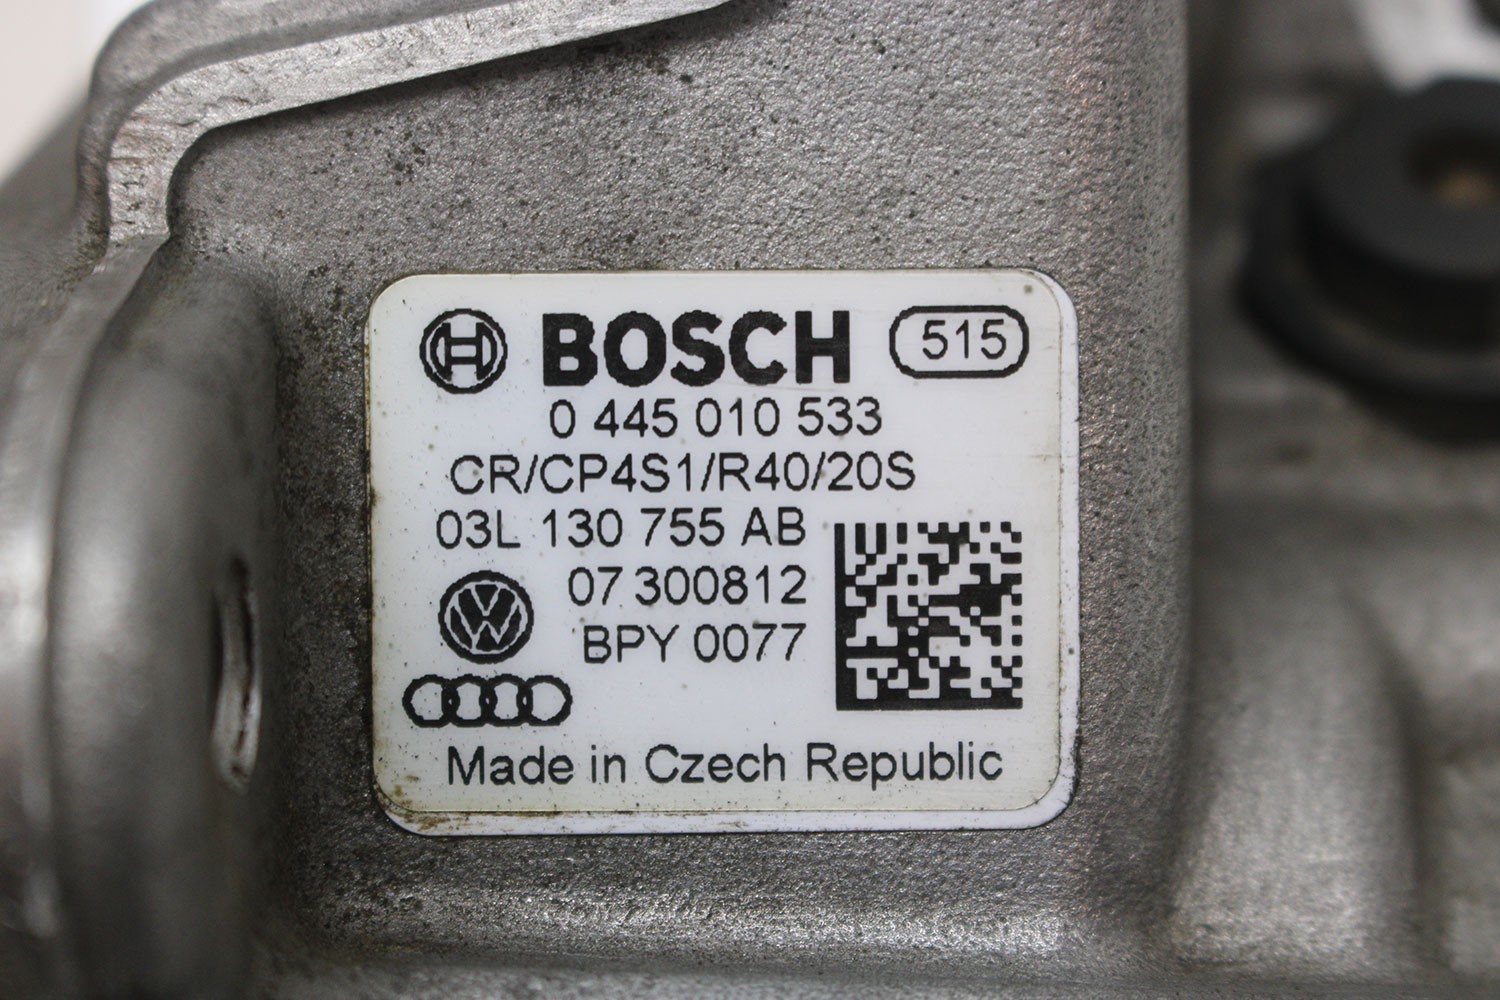 BOSCH 515
0 445 010 533
CR/CP4S1/R40/20S
03L 130 755 AB
07 300812
BPY 0077
Made in Czech Republic